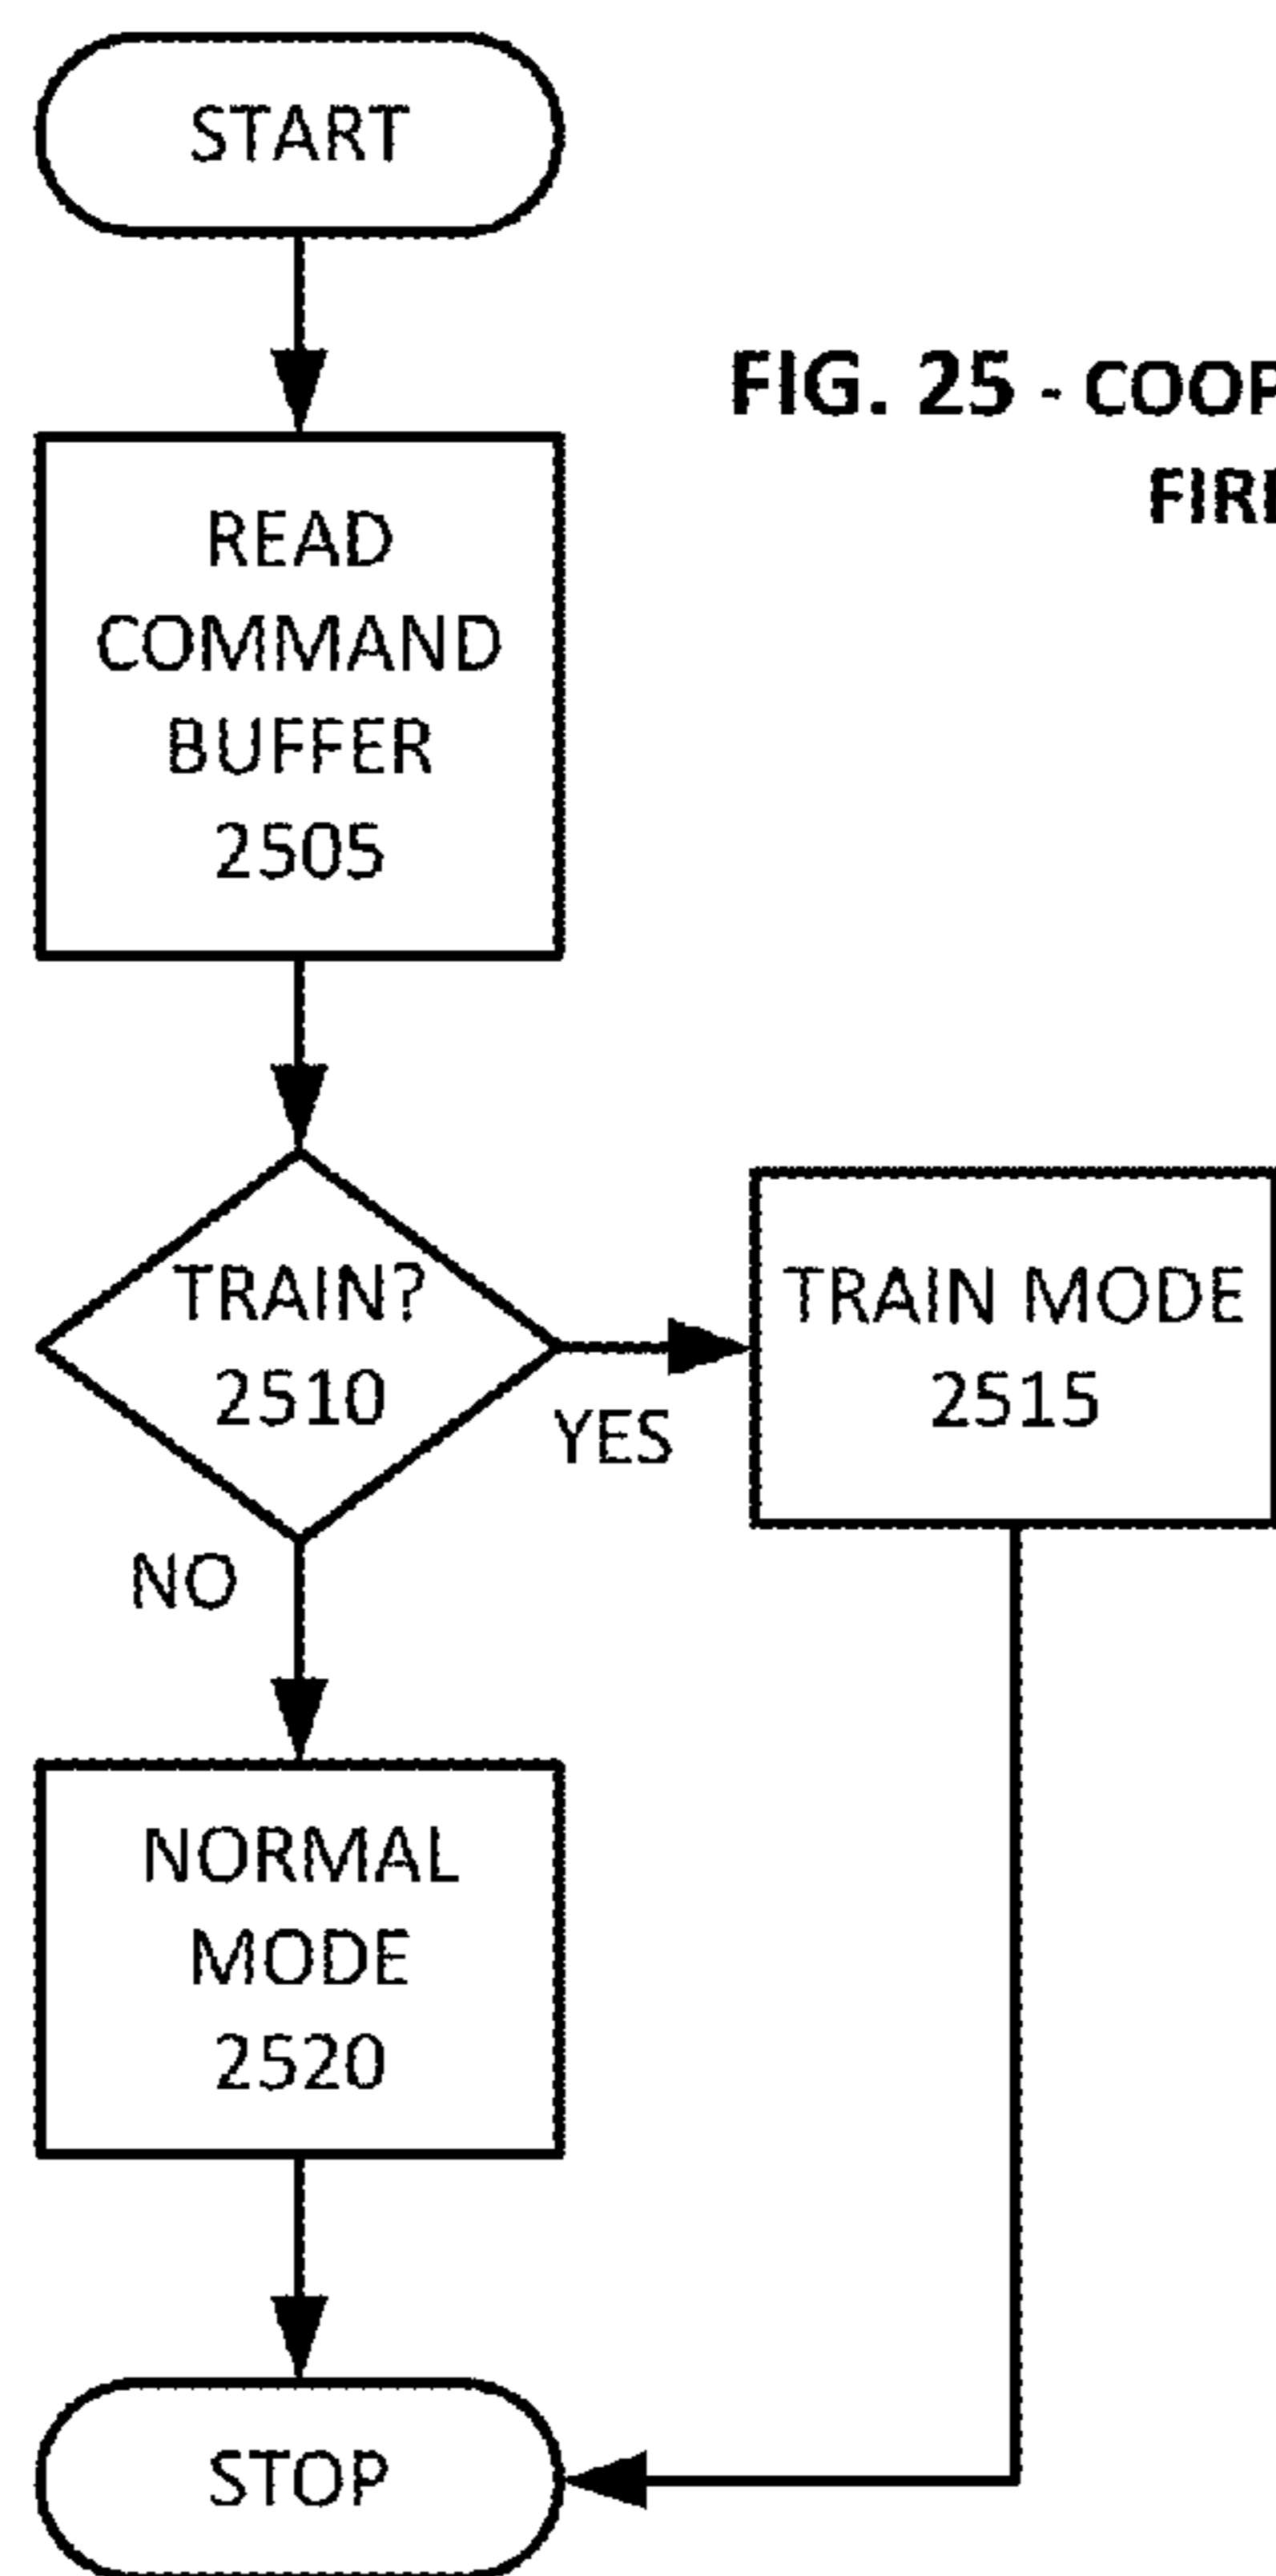 START
FIG. 25 - COOP
FIRE
READ
COMMAND
BUFFER
2505
TRAIN?
2510
YES
TRAIN MODE
2515
NO
NORMAL
MODE
2520
STOP